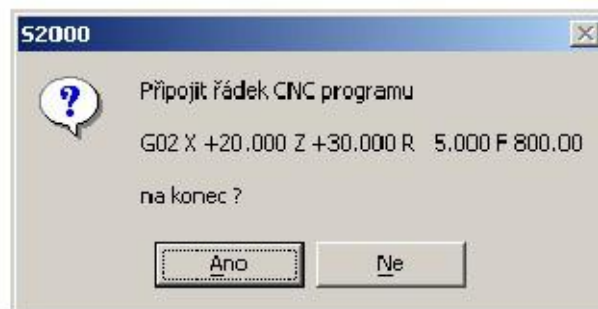 S2000
Připojit řádek CNC programu
G02 X +20.000 Z +30.000 R 5.000 F 800.00
na konec ?
Ano Ne